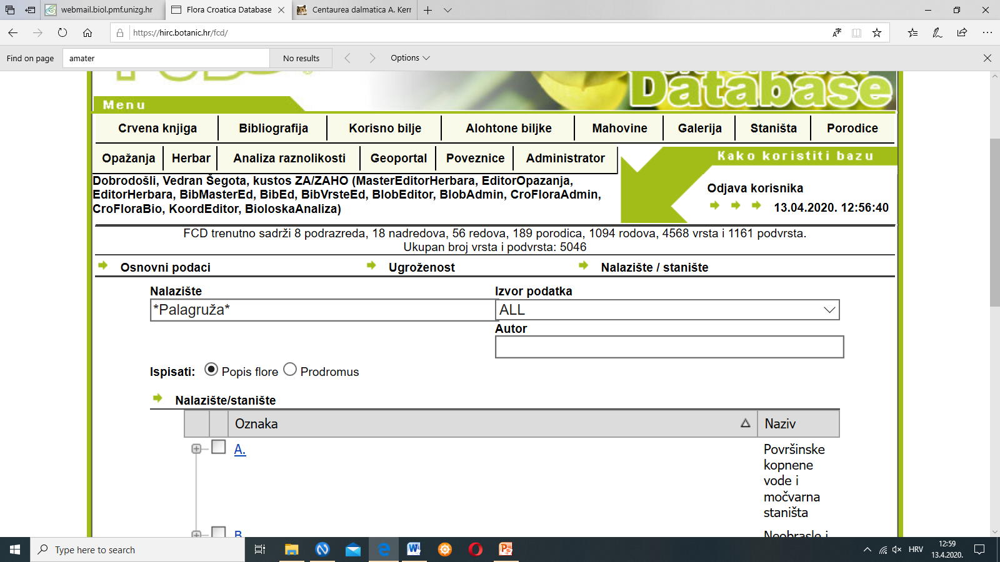 webmail.biol.pmf.unizg.hr
Flora Croatica Database
Centaurea dalmatica A. Kerr
https://hirc.botanic.hr/fcd/
Find on page
amater
No results
Options
Database
Menu
Crvena knjiga
Bibliografija
Korisno bilje
Alohtone biljke
Mahovine
Galerija
Staništa
Porodice
Opažanja
Herbar
Analiza raznolikosti
Geoportal
Poveznice
Administrator
Kako koristiti bazu
Dobrodošli, Vedran Šegota, kustos ZA/ZAHO (MasterEditorHerbara, EditorOpazanja,
EditorHerbara, BibMasterEd, BibEd, BibVrsteEd, BlobEditor, BlobAdmin, CroFloraAdmin,
CroFloraBio, KoordEditor, BioloskaAnaliza)
Odjava korisnika
13.04.2020. 12:56:40
FCD trenutno sadrži 8 podrazreda, 18 nadredova, 56 redova, 189 porodica, 1094 rodova, 4568 vrsta i 1161 podvrsta.
Ukupan broj vrsta i podvrsta: 5046
Osnovni podaci
Ugroženost
Nalazište / stanište
Nalazište
Izvor podatka
*Palagruža*
ALL
Autor
Ispisati:
Popis flore
Prodromus
Nalazište/stanište
Oznaka
Naziv
A.
Površinske
kopnene
vode i
močvarna
staništa
B
Neobrasle i
Type here to search
HRV
12:59
13.4.2020.